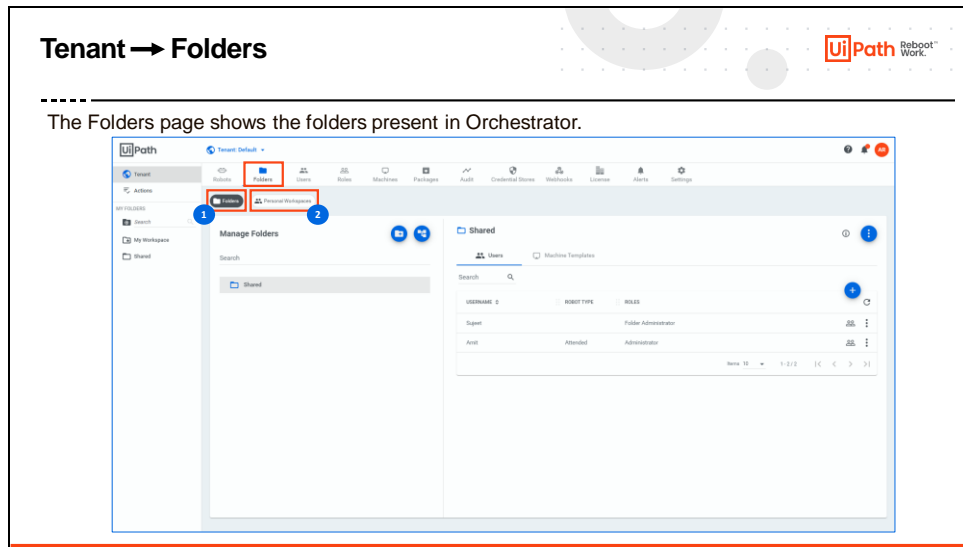 Tenant → Folders
UiPath Reboot Work.™
The Folders page shows the folders present in Orchestrator.
UiPath
Tenant: Default
AR
Tenant
Actions
MY FOLDERS
Search
My Workspace
Shared
Robots Folders Users Roles Machines Packages Audit Credential Stores Webhooks License Alerts Settings
Folders Personal Workspaces
1 2
Manage Folders
Search
Shared
Shared
Users Machine Templates
Search
USERNAME ROBOT TYPE ROLES
Sujeet Folder Administrator
Amit Attended Administrator
Items 10 1 - 2 / 2